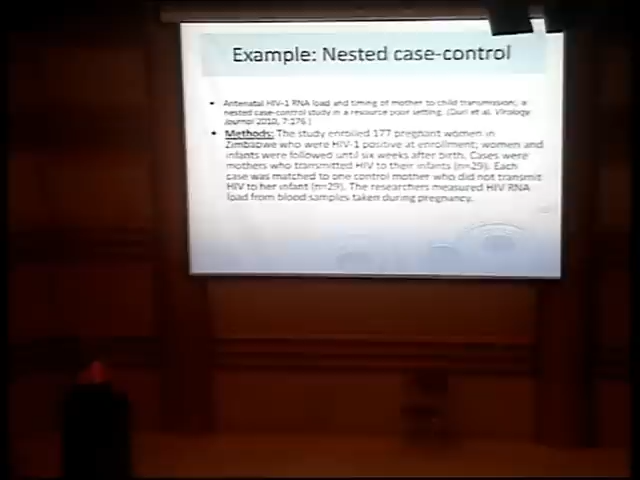 Example: Nested case-control
• Antenatal HIV-1 RNA load and timing of mother to child transmission; a
nested case-control study in a resource poor setting. (Duri et al. Virology
Journal 2010, 7:176 )
• Methods: The study enrolled 177 pregnant women in
Zimbabwe who were HIV-1 positive at enrollment; women and
infants were followed until six weeks after birth. Cases were
mothers who transmitted HIV to their infants (n=29). Each
case was matched to one control mother who did not transmit
HIV to her infant (n=29). The researchers measured HIV RNA
load from blood samples taken during pregnancy.